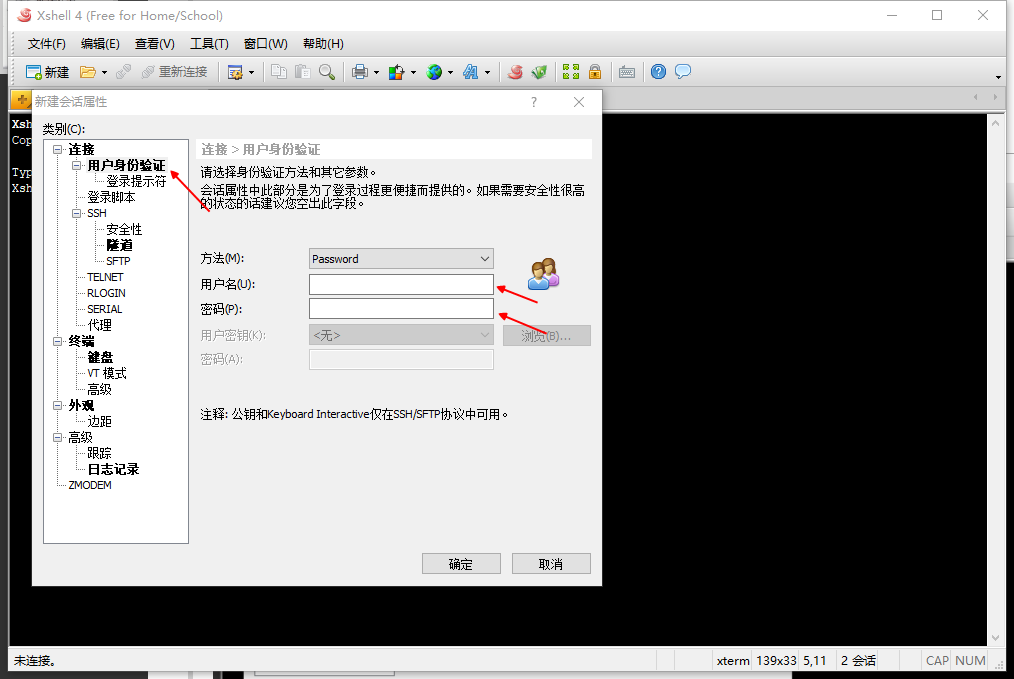 Xshell 4 (Free for Home/School)
文件(F) 编辑(E) 查看(V) 工具(T) 窗口(W) 帮助(H)
新建 重新连接
新建会话属性
Xsh
Cop
Typ
Xsh
类别(C):
连接
用户身份验证
登录提示符
登录脚本
SSH
安全性
隧道
SFTP
TELNET
RLOGIN
SERIAL
代理
终端
键盘
VT 模式
高级
外观
边距
高级
跟踪
日志记录
ZMODEM
连接 > 用户身份验证
请选择身份验证方法和其它参数。
会话属性中此部分是为了登录过程更便捷而提供的。如果需要安全性很高
的状态的话建议您空出此字段。
方法(M): Password
用户名(U):
密码(P):
用户密钥(K): <无> 浏览(B)...
密码(A):
注释: 公钥和Keyboard Interactive仅在SSH/SFTP协议中可用。
确定 取消
未连接。 xterm 139x33 5,11 2 会话 CAP NUM